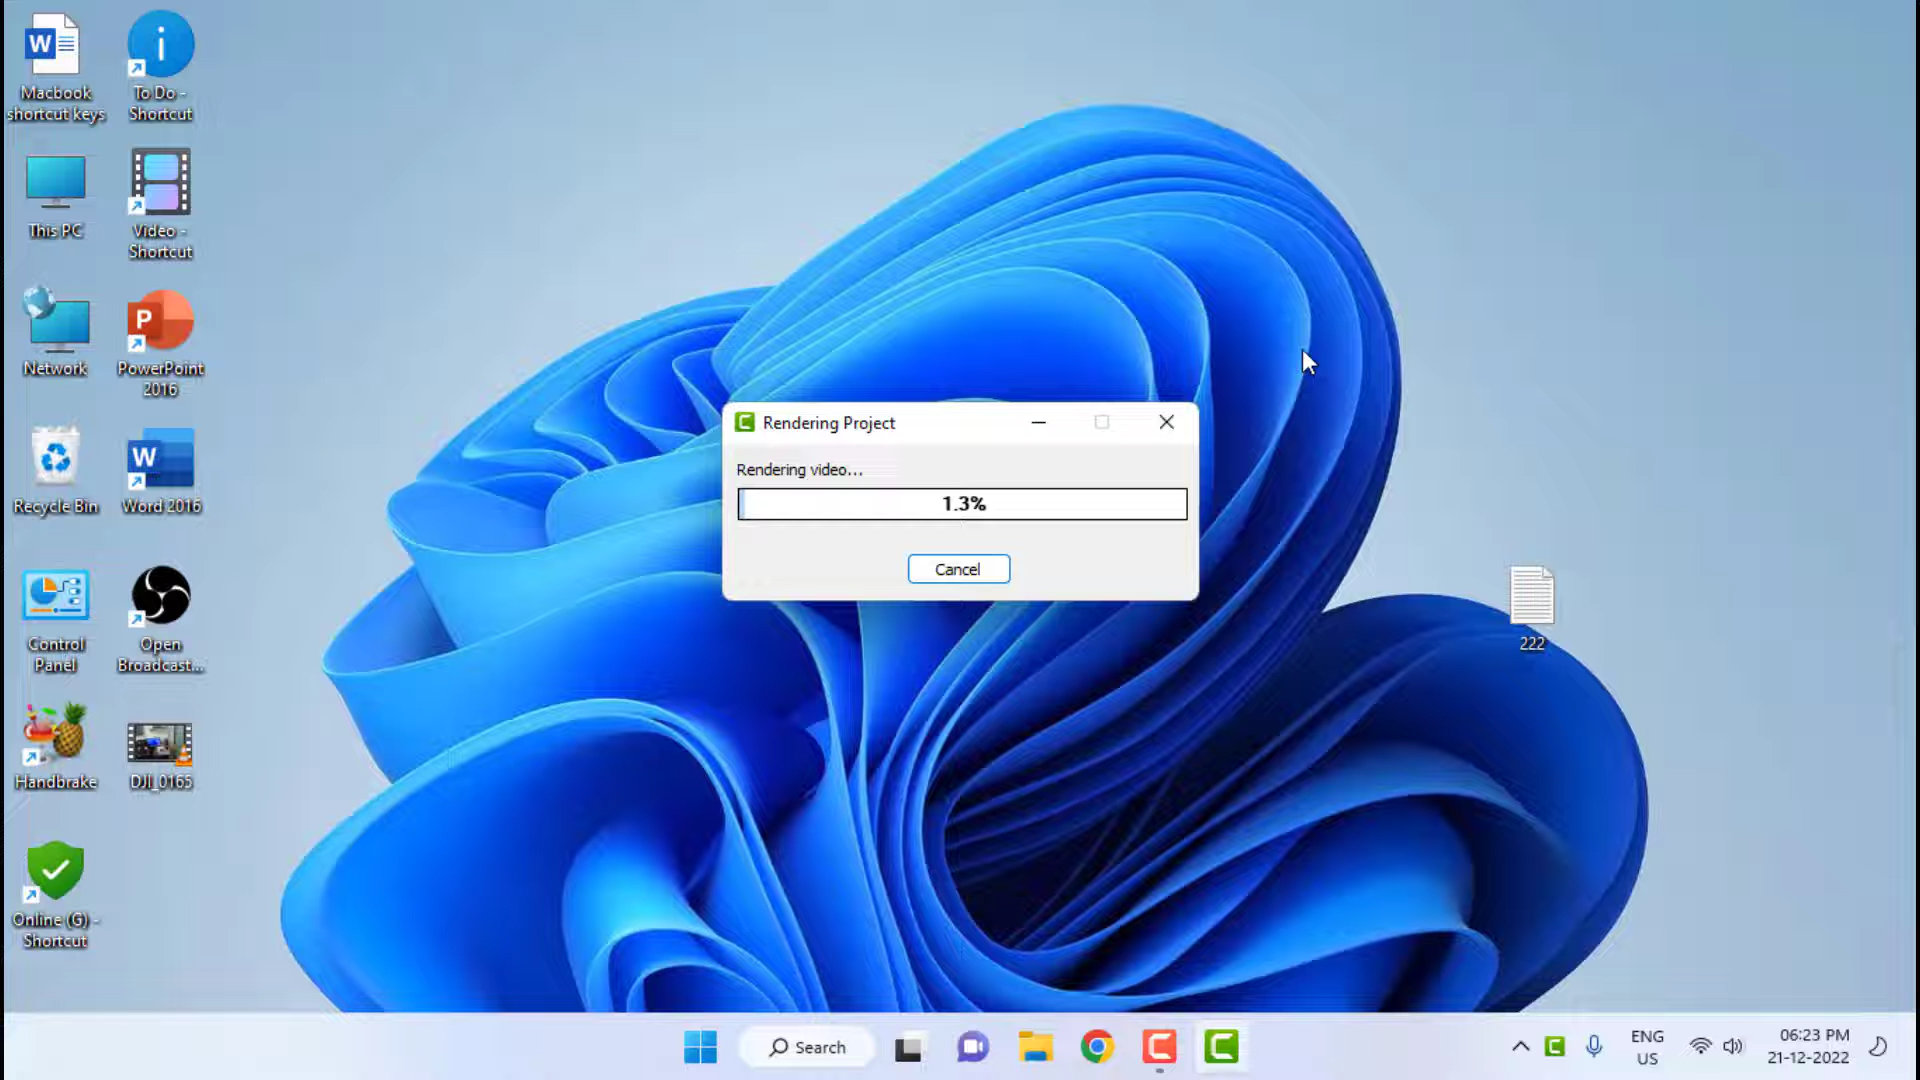 Macbook
shortcut keys
To Do -
Shortcut
This PC
Video -
Shortcut
Network
PowerPoint
2016
Recycle Bin
Word 2016
Control
Panel
Open
Broadcast...
Handbrake
DJI_0165
Online (G) -
Shortcut
Rendering Project
Rendering video...
1.3%
Cancel
222
Search
ENG
US
06:23 PM
21-12-2022